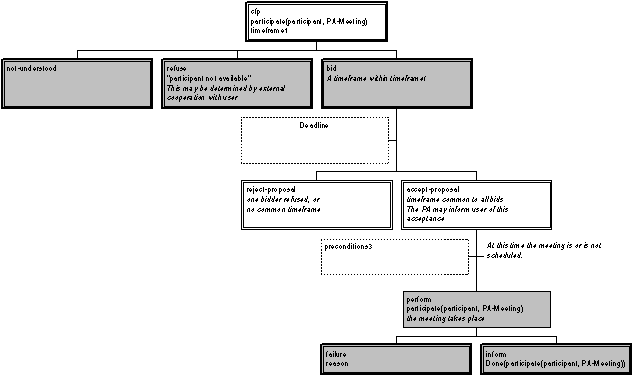 cfp
participate(participant, PA-Meeting)
timeframe1
not-understood
refuse
"participant not available"
This may be determined by external
cooperation with user
bid
A timeframe within timeframe1
Deadline
reject-proposal
one bidder refused, or
no common timeframe
accept-proposal
timeframe common to all bids
The PA may inform user of this
acceptance
preconditions3
At this time the meeting is or is not
scheduled.
perform
participate(participant, PA-Meeting)
the meeting takes place
failure
reason
inform
Done(participate(participant, PA-Meeting))